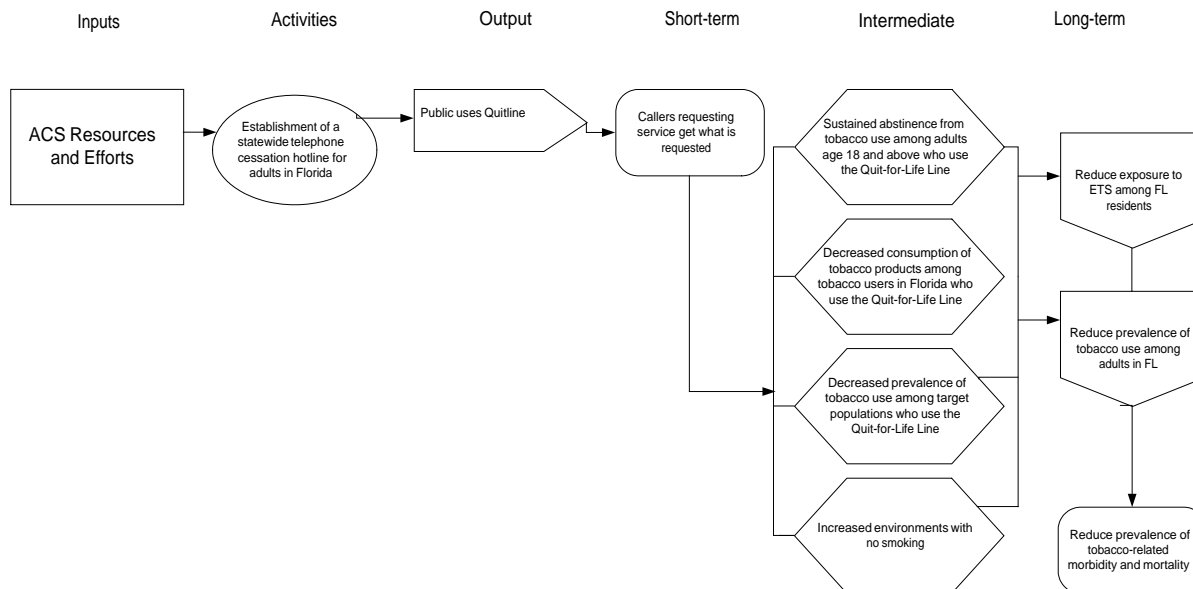 Inputs
Activities
Output
Short-term
Intermediate
Long-term
ACS Resources
and Efforts
Establishment of a
statewide telephone
cessation hotline for
adults in Florida
Public uses Quitline
Callers requesting
service get what is
requested
Sustained abstinence from
tobacco use among adults
age 18 and above who use
the Quit-for-Life Line
Decreased consumption of
tobacco products among
tobacco users in Florida who
use the Quit-for-Life Line
Decreased prevalence of
tobacco use among target
populations who use the
Quit-for-Life Line
Increased environments with
no smoking
Reduce exposure to
ETS among FL
residents
Reduce prevalence of
tobacco use among
adults in FL
Reduce prevalence of
tobacco-related
morbidity and mortality